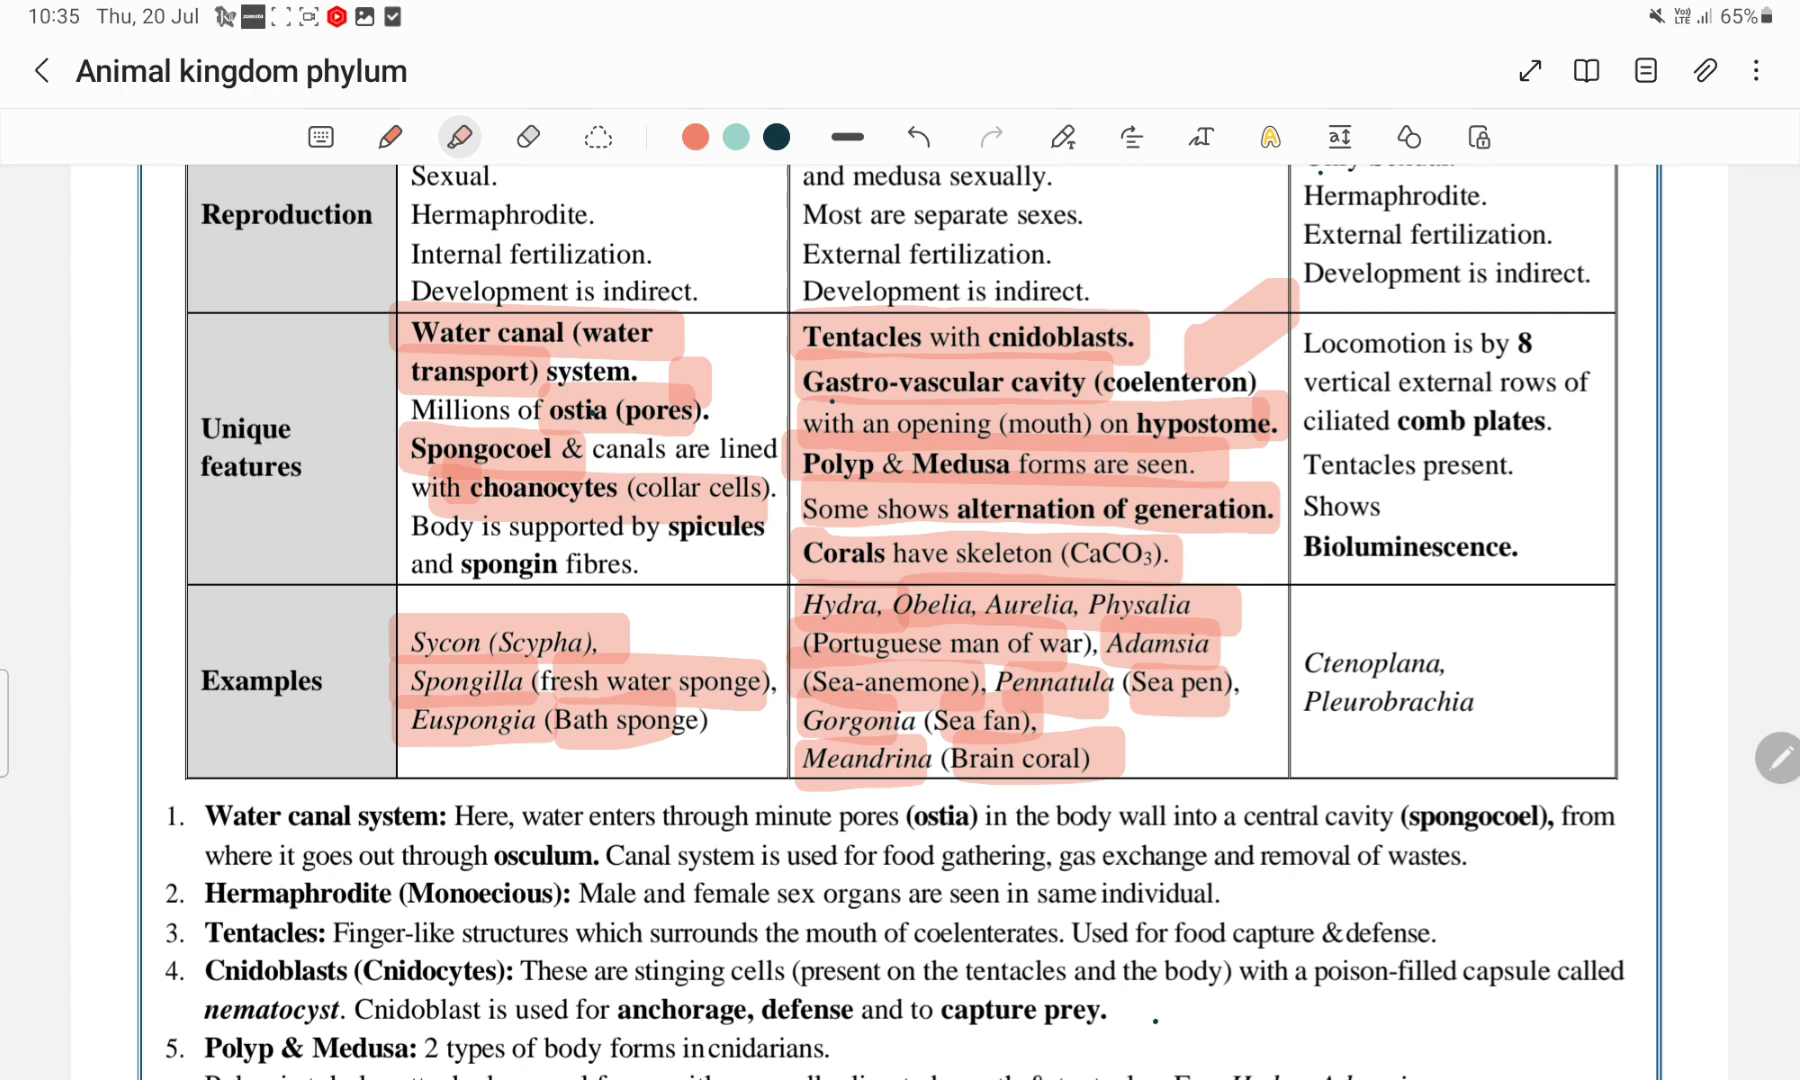 10:35 Thu, 20 Jul
65%
Animal kingdom phylum
Sexual.
Hermaphrodite.
Internal fertilization.
Development is indirect.
Reproduction
and medusa sexually.
Most are separate sexes.
External fertilization.
Development is indirect.
Hermaphrodite.
External fertilization.
Development is indirect.
Unique
features
Water canal (water
transport) system.
Millions of ostia (pores).
Spongocoel & canals are lined
with choanocytes (collar cells).
Body is supported by spicules
and spongin fibres.
Tentacles with cnidoblasts.
Gastro-vascular cavity (coelenteron)
with an opening (mouth) on hypostome.
Polyp & Medusa forms are seen.
Some shows alternation of generation.
Corals have skeleton (CaCO₃).
Locomotion is by 8
vertical external rows of
ciliated comb plates.
Tentacles present.
Shows
Bioluminescence.
Examples
Sycon (Scypha),
Spongilla (fresh water sponge),
Euspongia (Bath sponge)
Hydra, Obelia, Aurelia, Physalia
(Portuguese man of war), Adamsia
(Sea-anemone), Pennatula (Sea pen),
Gorgonia (Sea fan),
Meandrina (Brain coral)
Ctenoplana,
Pleurobrachia
1. Water canal system: Here, water enters through minute pores (ostia) in the body wall into a central cavity (spongocoel), from
where it goes out through osculum. Canal system is used for food gathering, gas exchange and removal of wastes.
2. Hermaphrodite (Monoecious): Male and female sex organs are seen in same individual.
3. Tentacles: Finger-like structures which surrounds the mouth of coelenterates. Used for food capture & defense.
4. Cnidoblasts (Cnidocytes): These are stinging cells (present on the tentacles and the body) with a poison-filled capsule called
nematocyst. Cnidoblast is used for anchorage, defense and to capture prey.
5. Polyp & Medusa: 2 types of body forms in cnidarians.